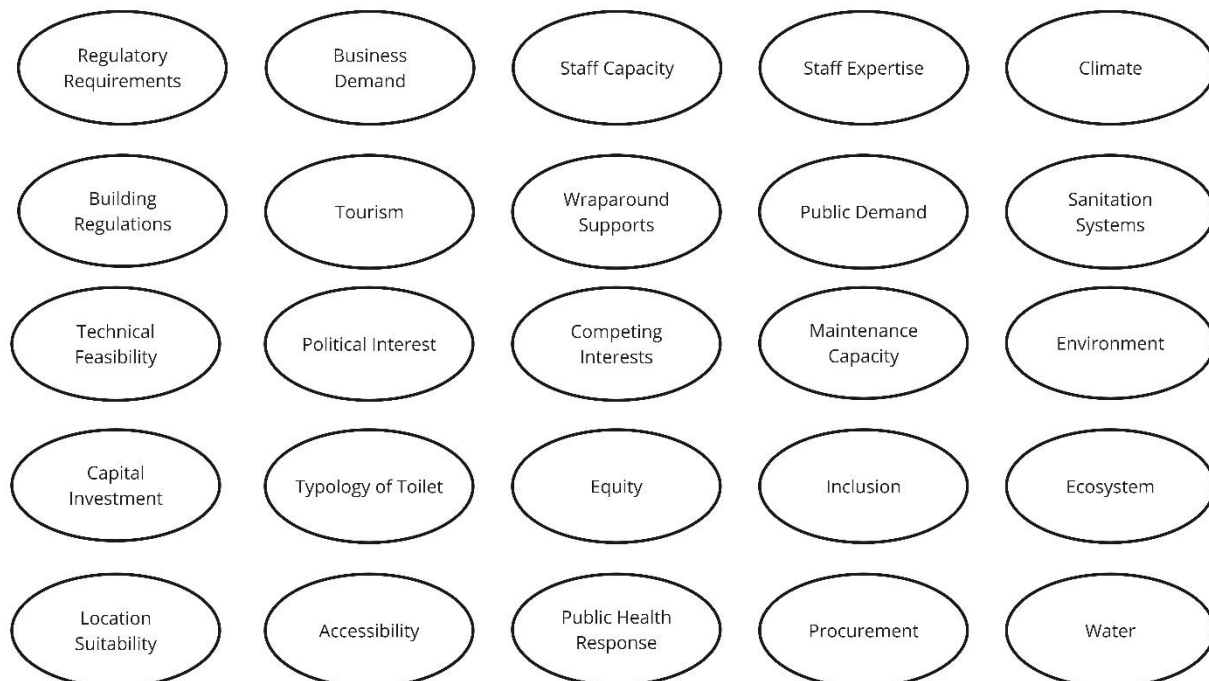 Regulatory
Requirements
Business
Demand
Staff Capacity
Staff Expertise
Climate
Building
Regulations
Tourism
Wraparound
Supports
Public Demand
Sanitation
Systems
Technical
Feasibility
Political Interest
Competing
Interests
Maintenance
Capacity
Environment
Capital
Investment
Typology of Toilet
Equity
Inclusion
Ecosystem
Location
Suitability
Accessibility
Public Health
Response
Procurement
Water